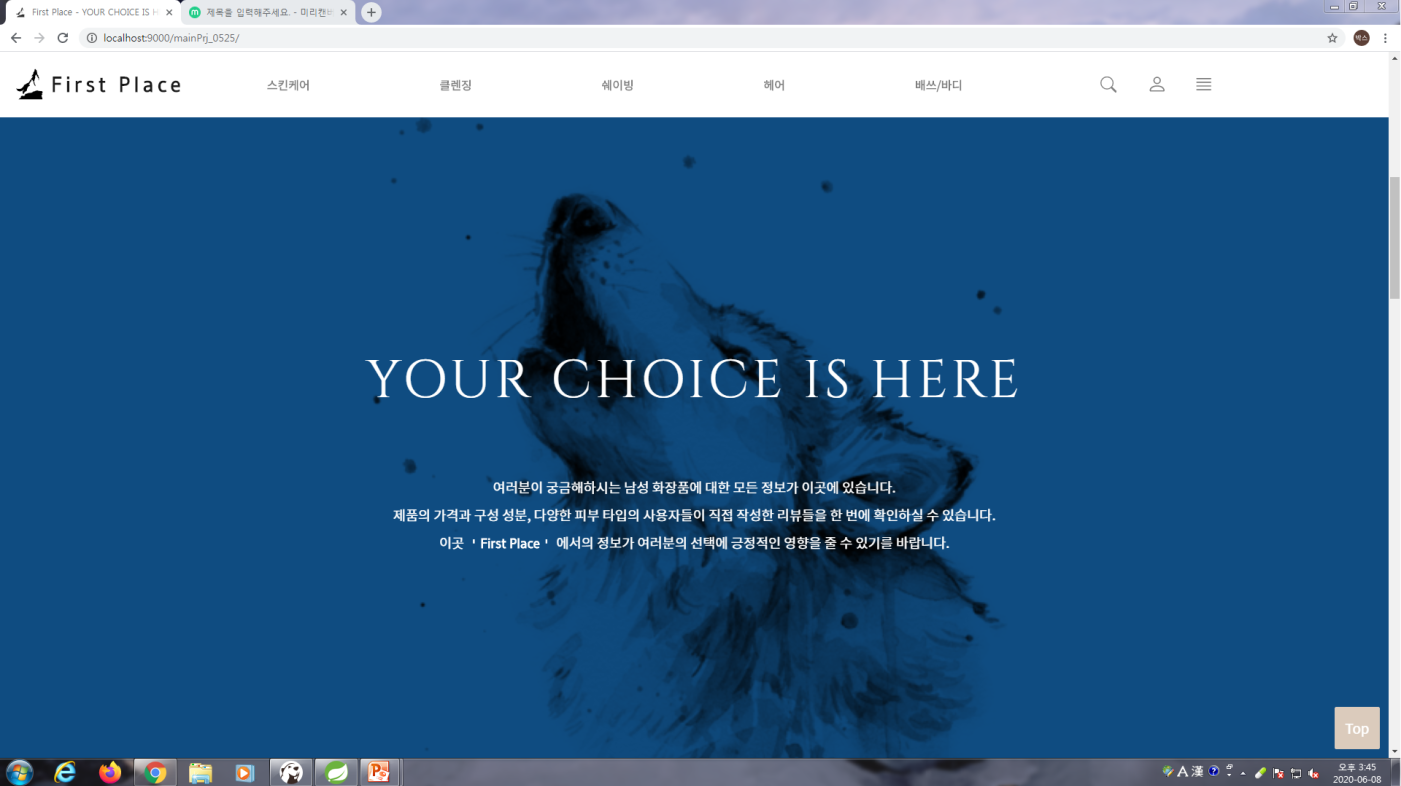 First Place - YOUR CHOICE IS H
제목을 입력해주세요. - 미리캔버
localhost:9000/mainPrj_0525/
박스
First Place
스킨케어
클렌징
쉐이빙
헤어
배쓰/바디
YOUR CHOICE IS HERE
여러분이 궁금해하시는 남성 화장품에 대한 모든 정보가 이곳에 있습니다.
제품의 가격과 구성 성분, 다양한 피부 타입의 사용자들이 직접 작성한 리뷰들을 한 번에 확인하실 수 있습니다.
이곳 ' First Place ' 에서의 정보가 여러분의 선택에 긍정적인 영향을 줄 수 있기를 바랍니다.
Top
A 漢
오후 3:45
2020-06-08